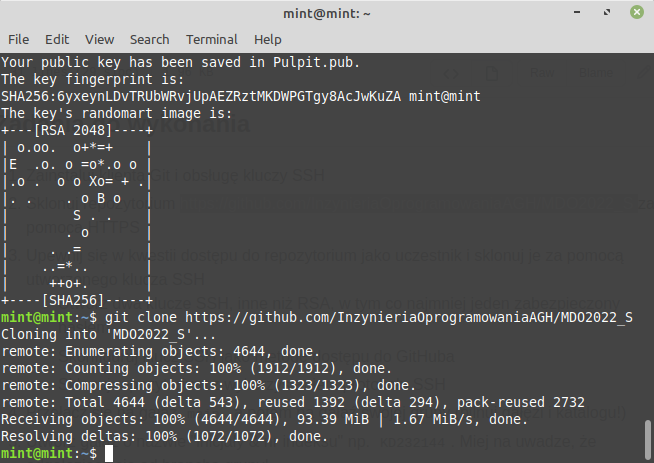 mint@mint: ~
File Edit View Search Terminal Help
Your public key has been saved in Pulpit.pub.
The key fingerprint is:
SHA256:6yxeynLDvTRUbWRvjUpAEZRztMKDWPGTgy8AcJwKuZA mint@mint
The key's randomart image is:
+---[RSA 2048]----+
| o.oo.  o+*=+    |
|E  .o. o =o*.o o |
|.o .  o o Xo= + .|
|. .    . o B o   |
|        S . .    |
|       . o       |
|       .=        |
|    ..=*..       |
|     ++o+.       |
+----[SHA256]-----+
mint@mint:~$ git clone https://github.com/InzynieriaOprogramowaniaAGH/MDO2022_S
Cloning into 'MDO2022_S'...
remote: Enumerating objects: 4644, done.
remote: Counting objects: 100% (1912/1912), done.
remote: Compressing objects: 100% (1323/1323), done.
remote: Total 4644 (delta 543), reused 1392 (delta 294), pack-reused 2732
Receiving objects: 100% (4644/4644), 93.39 MiB | 1.67 MiB/s, done.
Resolving deltas: 100% (1072/1072), done.
mint@mint:~$